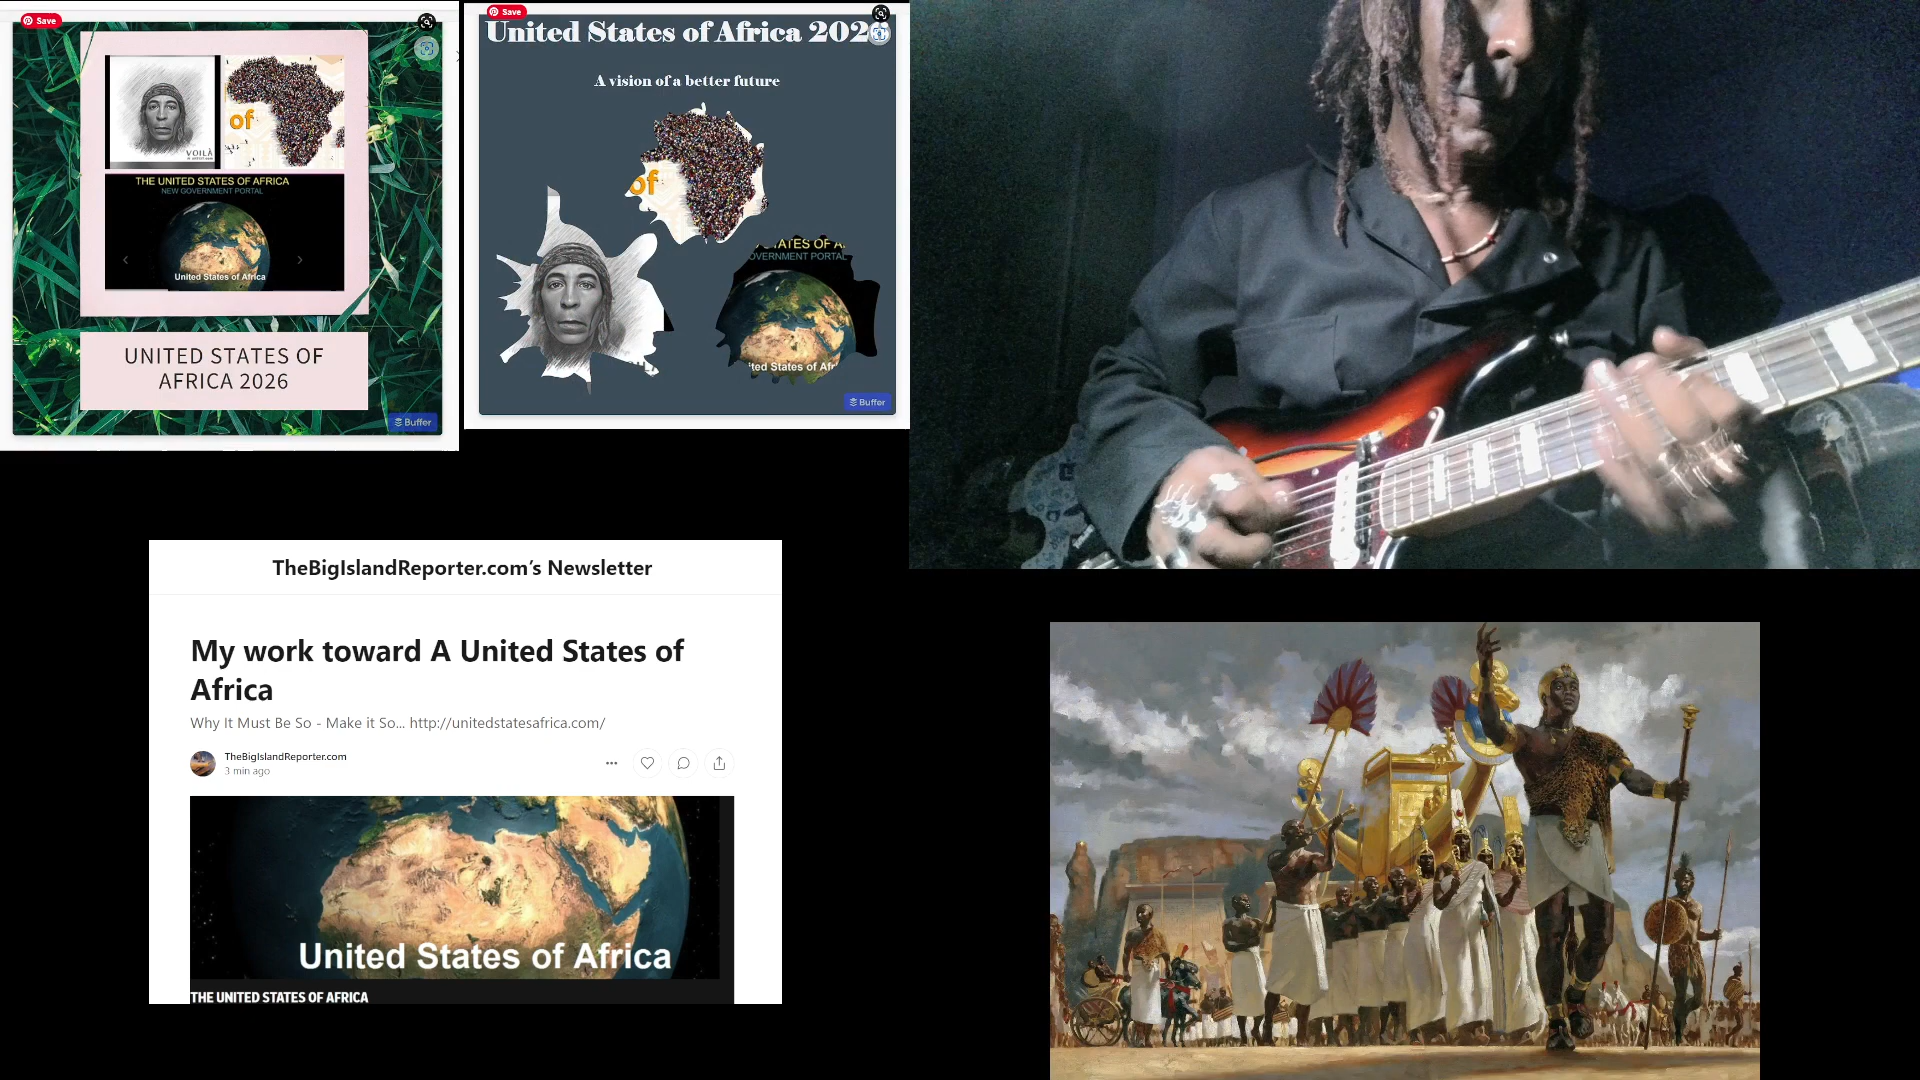 Save
of
VOILÀ
THE UNITED STATES OF AFRICA
NEW GOVERNMENT PORTAL
United States of Africa
UNITED STATES OF
AFRICA 2026
Buffer
Save
United States of Africa 2026
A vision of a better future
of
TATES OF A
OVERNMENT PORTAL
ted States of Afr
Buffer
TheBigIslandReporter.com’s Newsletter
My work toward A United States of
Africa
Why It Must Be So - Make it So... http://unitedstatesafrica.com/
TheBigIslandReporter.com
3 min ago
United States of Africa
THE UNITED STATES OF AFRICA